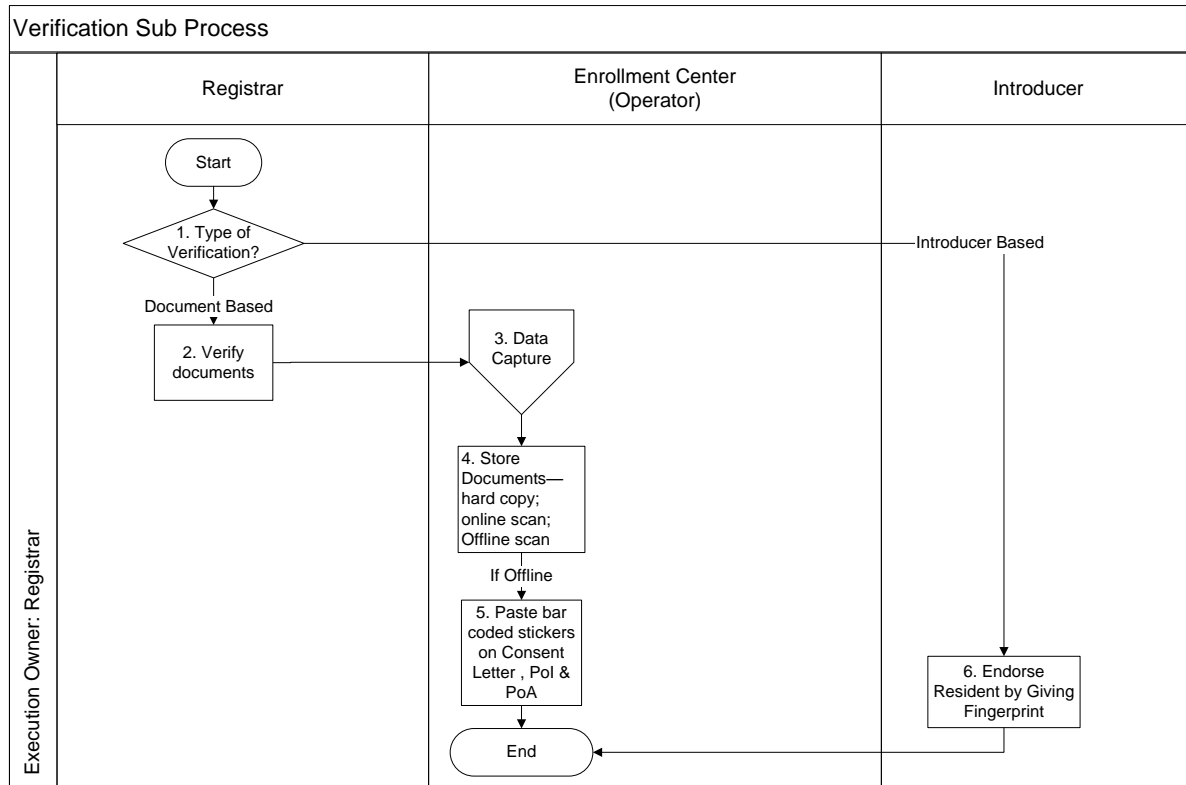 Verification Sub Process
Registrar
Enrollment Center
(Operator)
Introducer
Start
1. Type of
Verification?
Introducer Based
Document Based
2. Verify
documents
3. Data
Capture
4. Store
Documents—
hard copy;
online scan;
Offline scan
If Offline
5. Paste bar
coded stickers
on Consent
Letter , PoI &
PoA
6. Endorse
Resident by Giving
Fingerprint
End
Execution Owner: Registrar